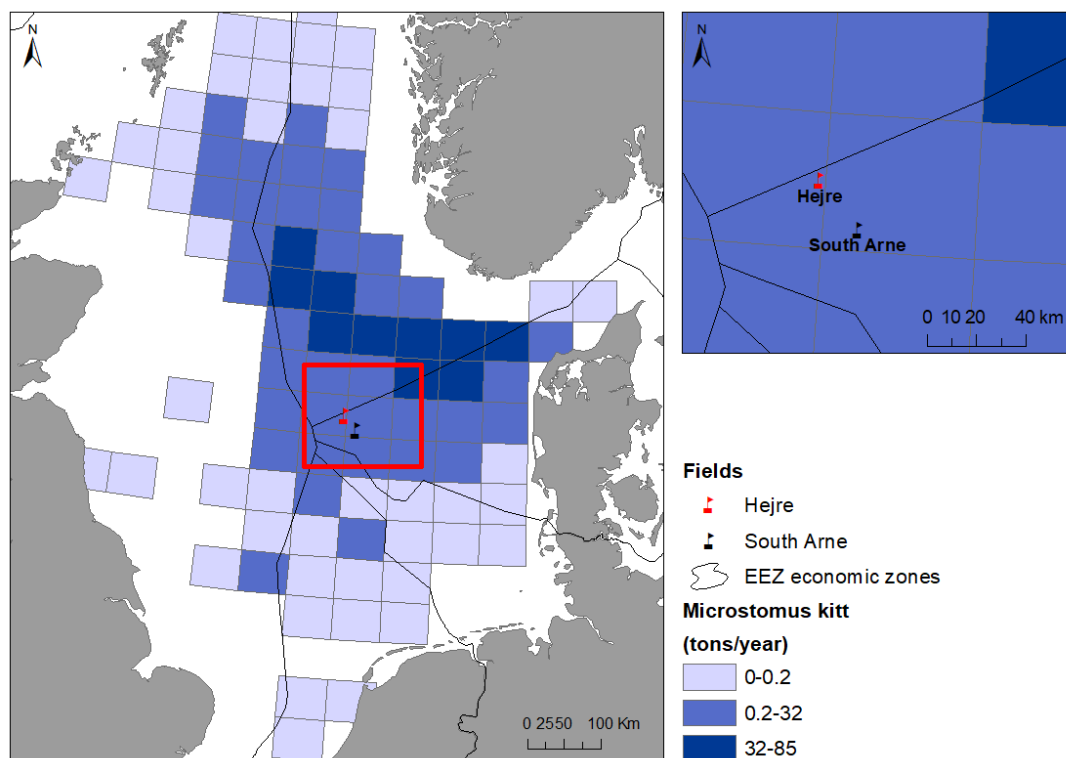 N
0 2550 100 Km
N
Hejre
South Arne
0 10 20 40 km
Fields
Hejre
South Arne
EEZ economic zones
Microstomus kitt
(tons/year)
0-0.2
0.2-32
32-85